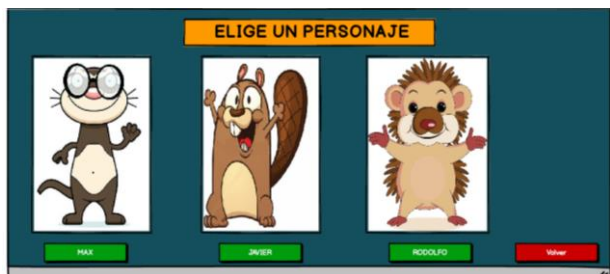 ELIGE UN PERSONAJE
MAX
JAVIER
RODOLFO
Volver